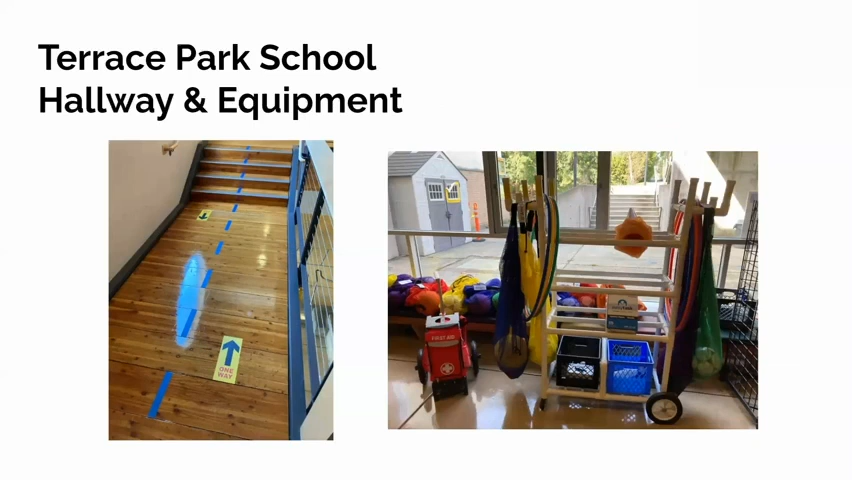 Terrace Park School
Hallway & Equipment
ONE
WAY
FIRST AID